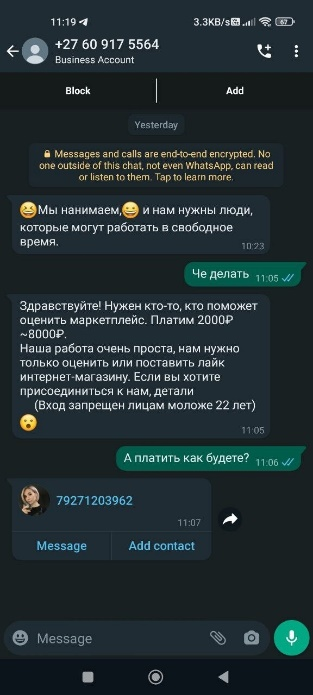 11:19
3.3KB/s
67
+27 60 917 5564
Business Account
Block
Add
Yesterday
Messages and calls are end-to-end encrypted. No
one outside of this chat, not even WhatsApp, can read
or listen to them. Tap to learn more.
😆Мы нанимаем,😄 и нам нужны люди,
которые могут работать в свободное
время.
10:23
Че делать
11:05
Здравствуйте! Нужен кто-то, кто поможет
оценить маркетплейс. Платим 2000₽
~8000₽.
Наша работа очень проста, нам нужно
только оценить или поставить лайк
интернет-магазину. Если вы хотите
присоединиться к нам, детали
(Вход запрещен лицам моложе 22 лет)
😮
11:05
А платить как будете?
11:06
79271203962
11:07
Message
Add contact
Message